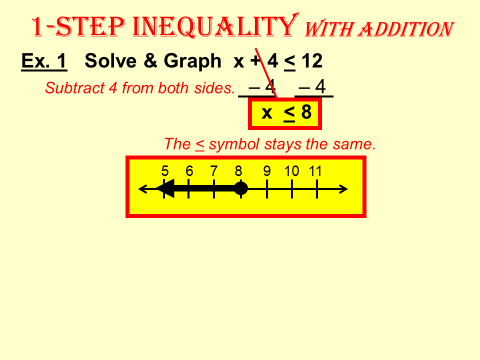 1-STEP INEQUALITY WITH ADDITION
Ex. 1 Solve & Graph x + 4 ≤ 12
Subtract 4 from both sides. – 4 – 4
x ≤ 8
The ≤ symbol stays the same.
5 6 7 8 9 10 11